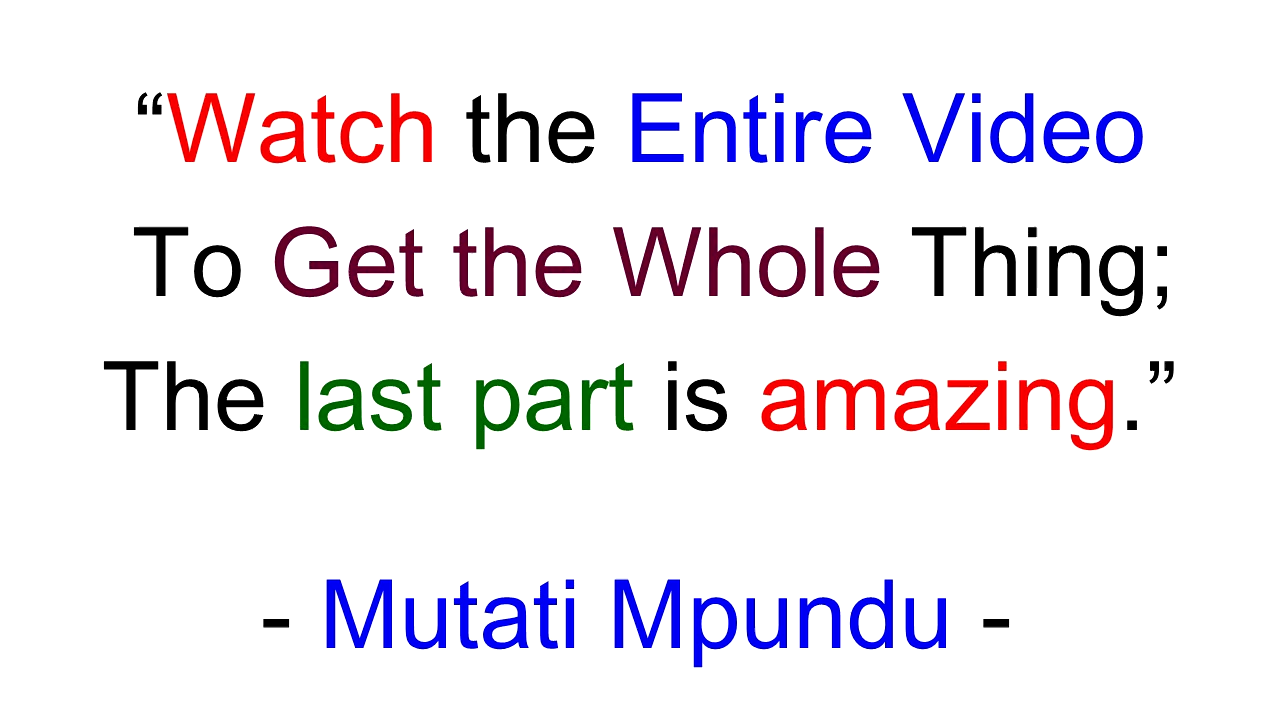 “Watch the Entire Video
To Get the Whole Thing;
The last part is amazing.”
- Mutati Mpundu -